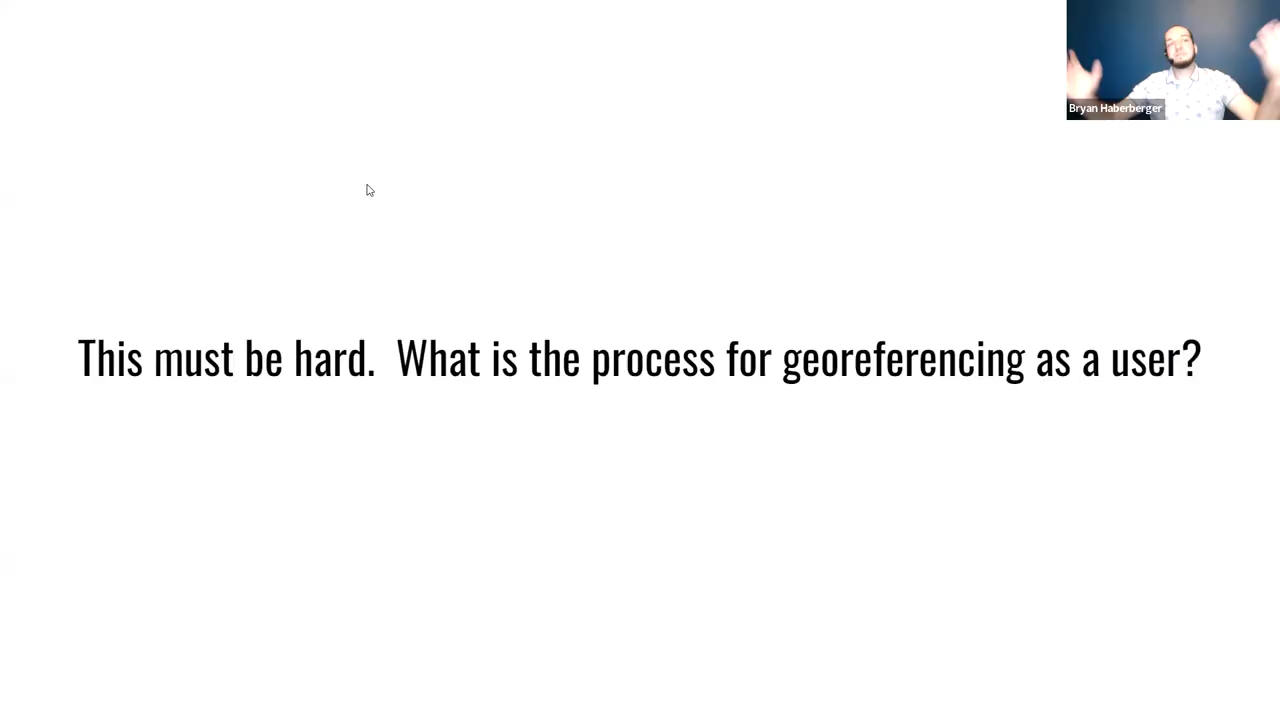 Bryan Haberberger
This must be hard.  What is the process for georeferencing as a user?